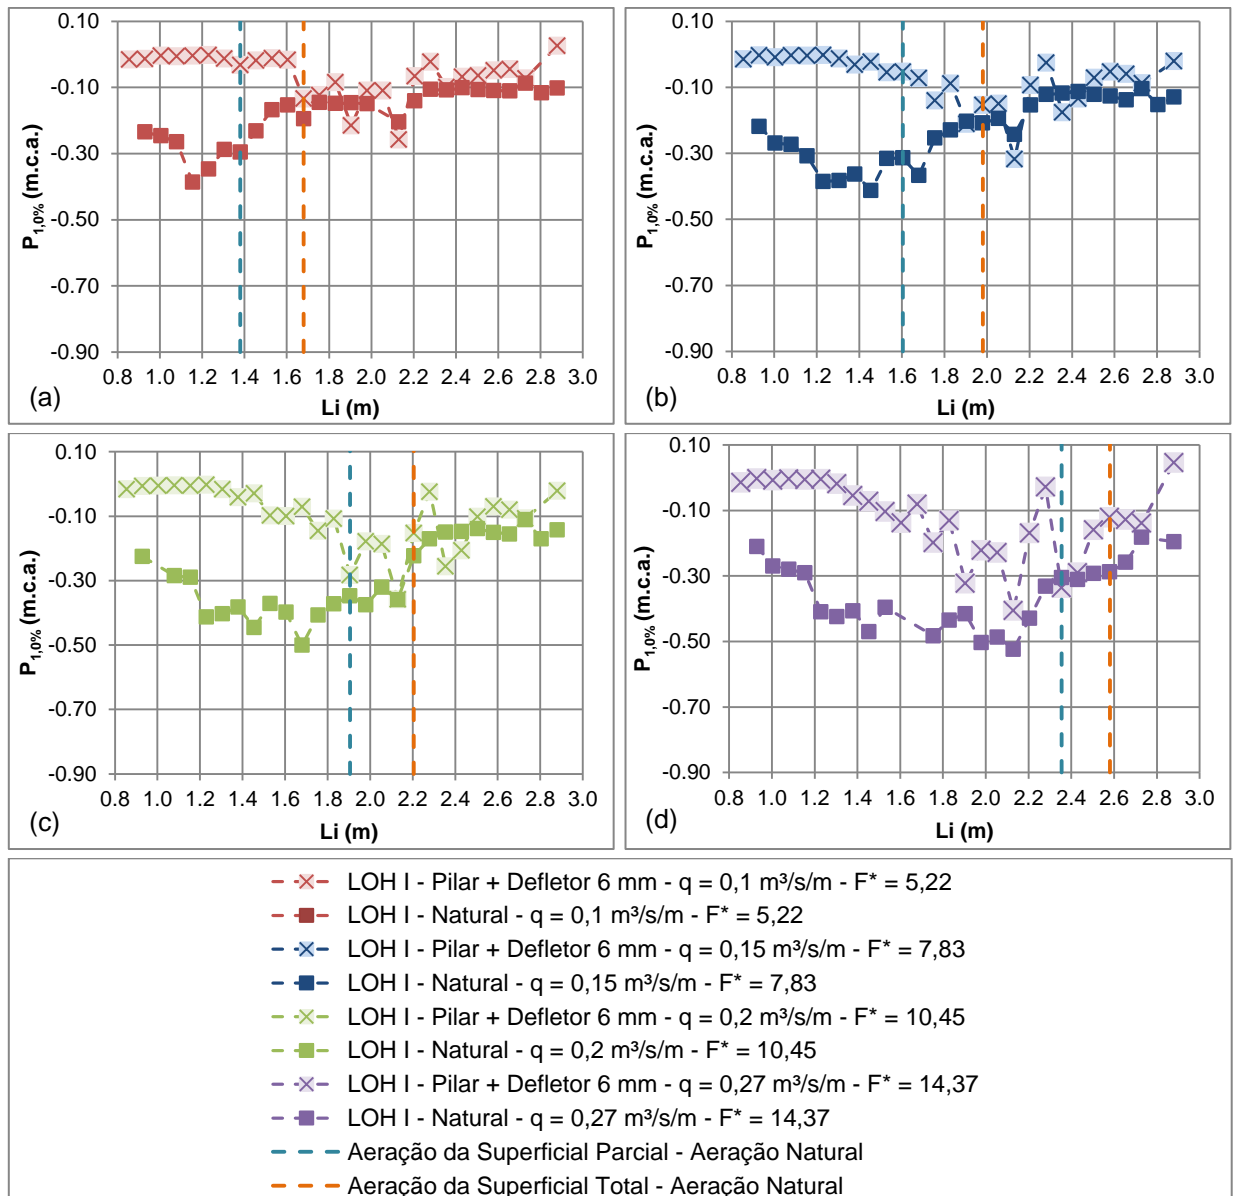 0.10
-0.10
-0.30
-0.50
-0.70
-0.90
P1,0% (m.c.a.)
0.8 1.0 1.2 1.4 1.6 1.8 2.0 2.2 2.4 2.6 2.8 3.0
(a)
Li (m)
0.10
-0.10
-0.30
-0.50
-0.70
-0.90
P1,0% (m.c.a.)
0.8 1.0 1.2 1.4 1.6 1.8 2.0 2.2 2.4 2.6 2.8 3.0
(b)
Li (m)
0.10
-0.10
-0.30
-0.50
-0.70
-0.90
P1,0% (m.c.a.)
0.8 1.0 1.2 1.4 1.6 1.8 2.0 2.2 2.4 2.6 2.8 3.0
(c)
Li (m)
0.10
-0.10
-0.30
-0.50
-0.70
-0.90
P1,0% (m.c.a.)
0.8 1.0 1.2 1.4 1.6 1.8 2.0 2.2 2.4 2.6 2.8 3.0
(d)
Li (m)
LOH I - Pilar + Defletor 6 mm - q = 0,1 m³/s/m - F* = 5,22
LOH I - Natural - q = 0,1 m³/s/m - F* = 5,22
LOH I - Pilar + Defletor 6 mm - q = 0,15 m³/s/m - F* = 7,83
LOH I - Natural - q = 0,15 m³/s/m - F* = 7,83
LOH I - Pilar + Defletor 6 mm - q = 0,2 m³/s/m - F* = 10,45
LOH I - Natural - q = 0,2 m³/s/m - F* = 10,45
LOH I - Pilar + Defletor 6 mm - q = 0,27 m³/s/m - F* = 14,37
LOH I - Natural - q = 0,27 m³/s/m - F* = 14,37
Aeração da Superficial Parcial - Aeração Natural
Aeração da Superficial Total - Aeração Natural